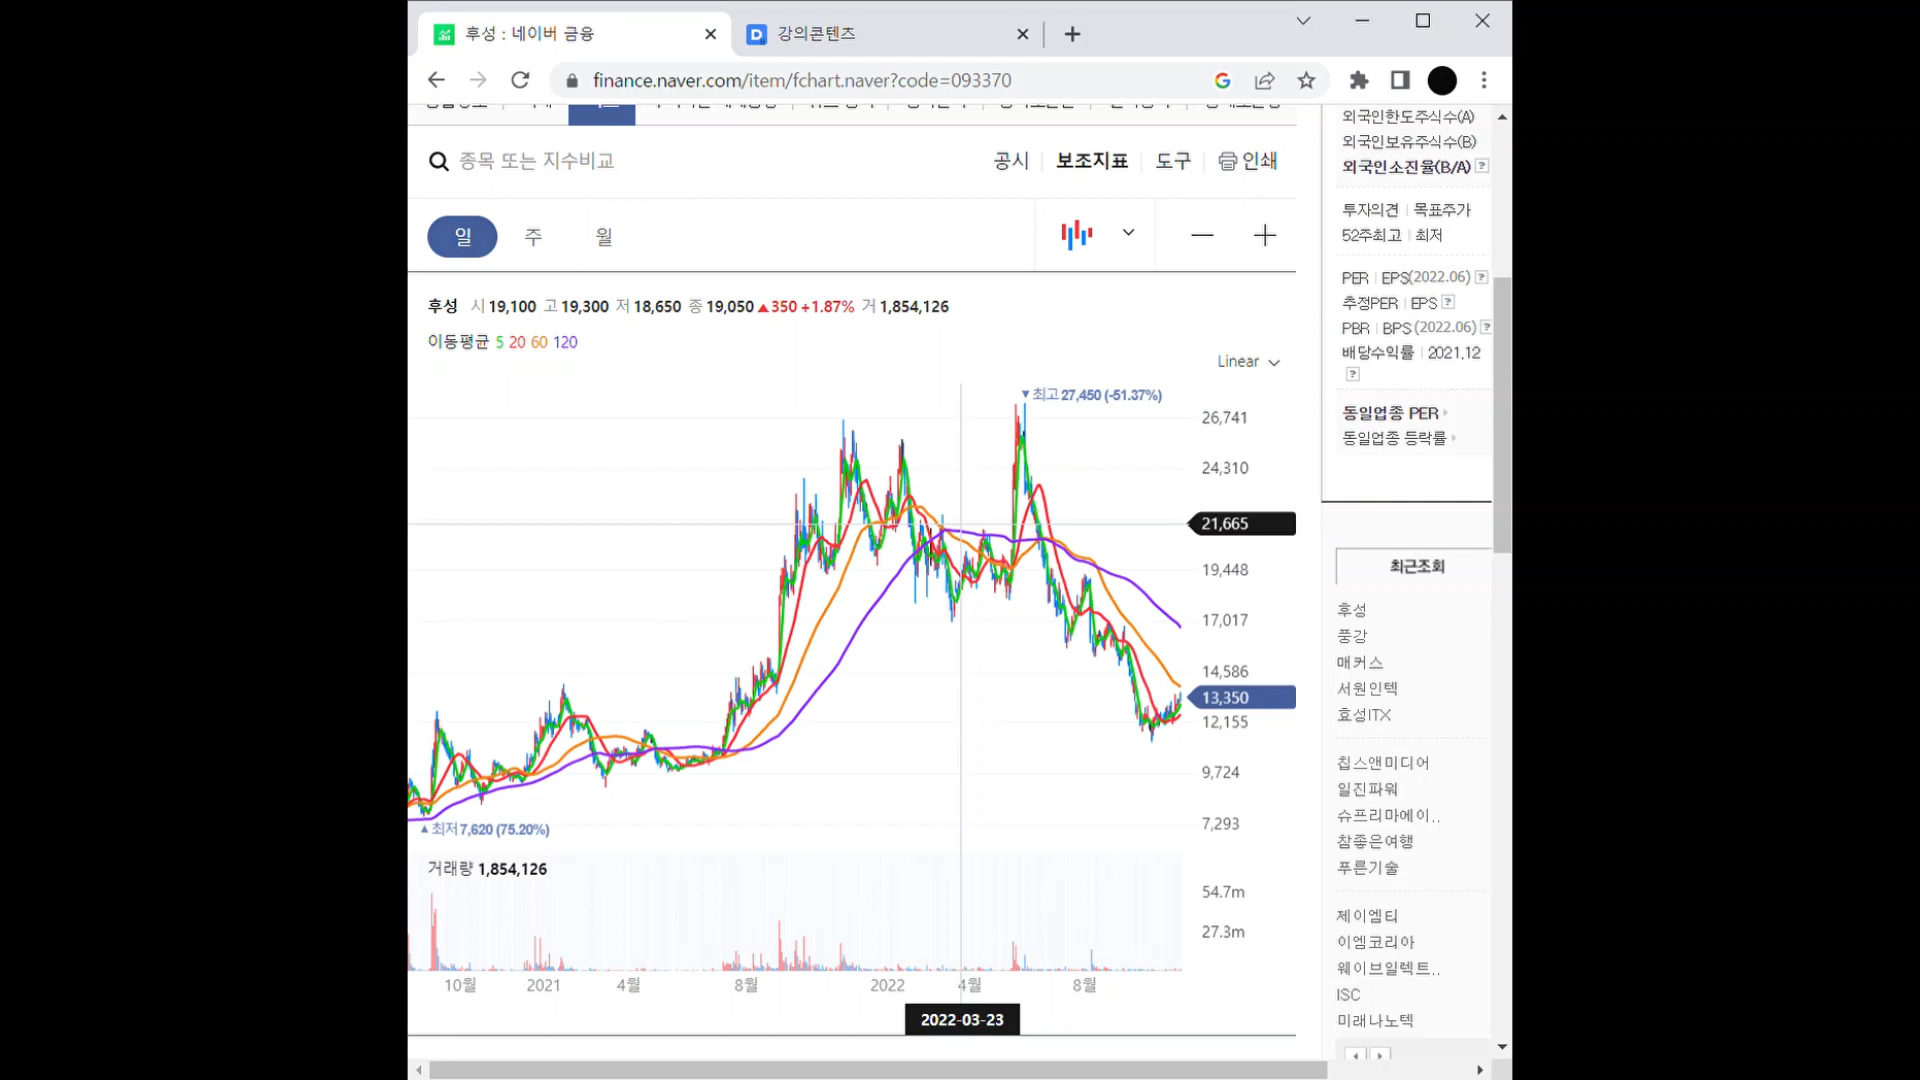 후성 : 네이버 금융
강의콘텐츠
finance.naver.com/item/fchart.naver?code=093370
종목 또는 지수비교
공시 보조지표 도구 인쇄
일 주 월
후성 시 19,100 고 19,300 저 18,650 종 19,050 ▲350 +1.87% 거 1,854,126
이동평균 5 20 60 120
Linear
▼최고 27,450 (-51.37%)
26,741
24,310
21,665
19,448
17,017
14,586
13,350
12,155
9,724
7,293
▲최저 7,620 (75.20%)
거래량 1,854,126
54.7m
27.3m
10월 2021 4월 8월 2022 4월 8월
2022-03-23
외국인한도주식수(A)
외국인보유주식수(B)
외국인소진율(B/A) ?
투자의견 | 목표주가
52주최고 | 최저
PER | EPS(2022.06) ?
추정PER | EPS ?
PBR | BPS (2022.06) ?
배당수익률 | 2021.12
?
동일업종 PER
동일업종 등락률
최근조회
후성
풍강
매커스
서원인텍
효성ITX
칩스앤미디어
일진파워
슈프리마에이..
참좋은여행
푸른기술
제이엠티
이엠코리아
웨이브일렉트..
ISC
미래나노텍